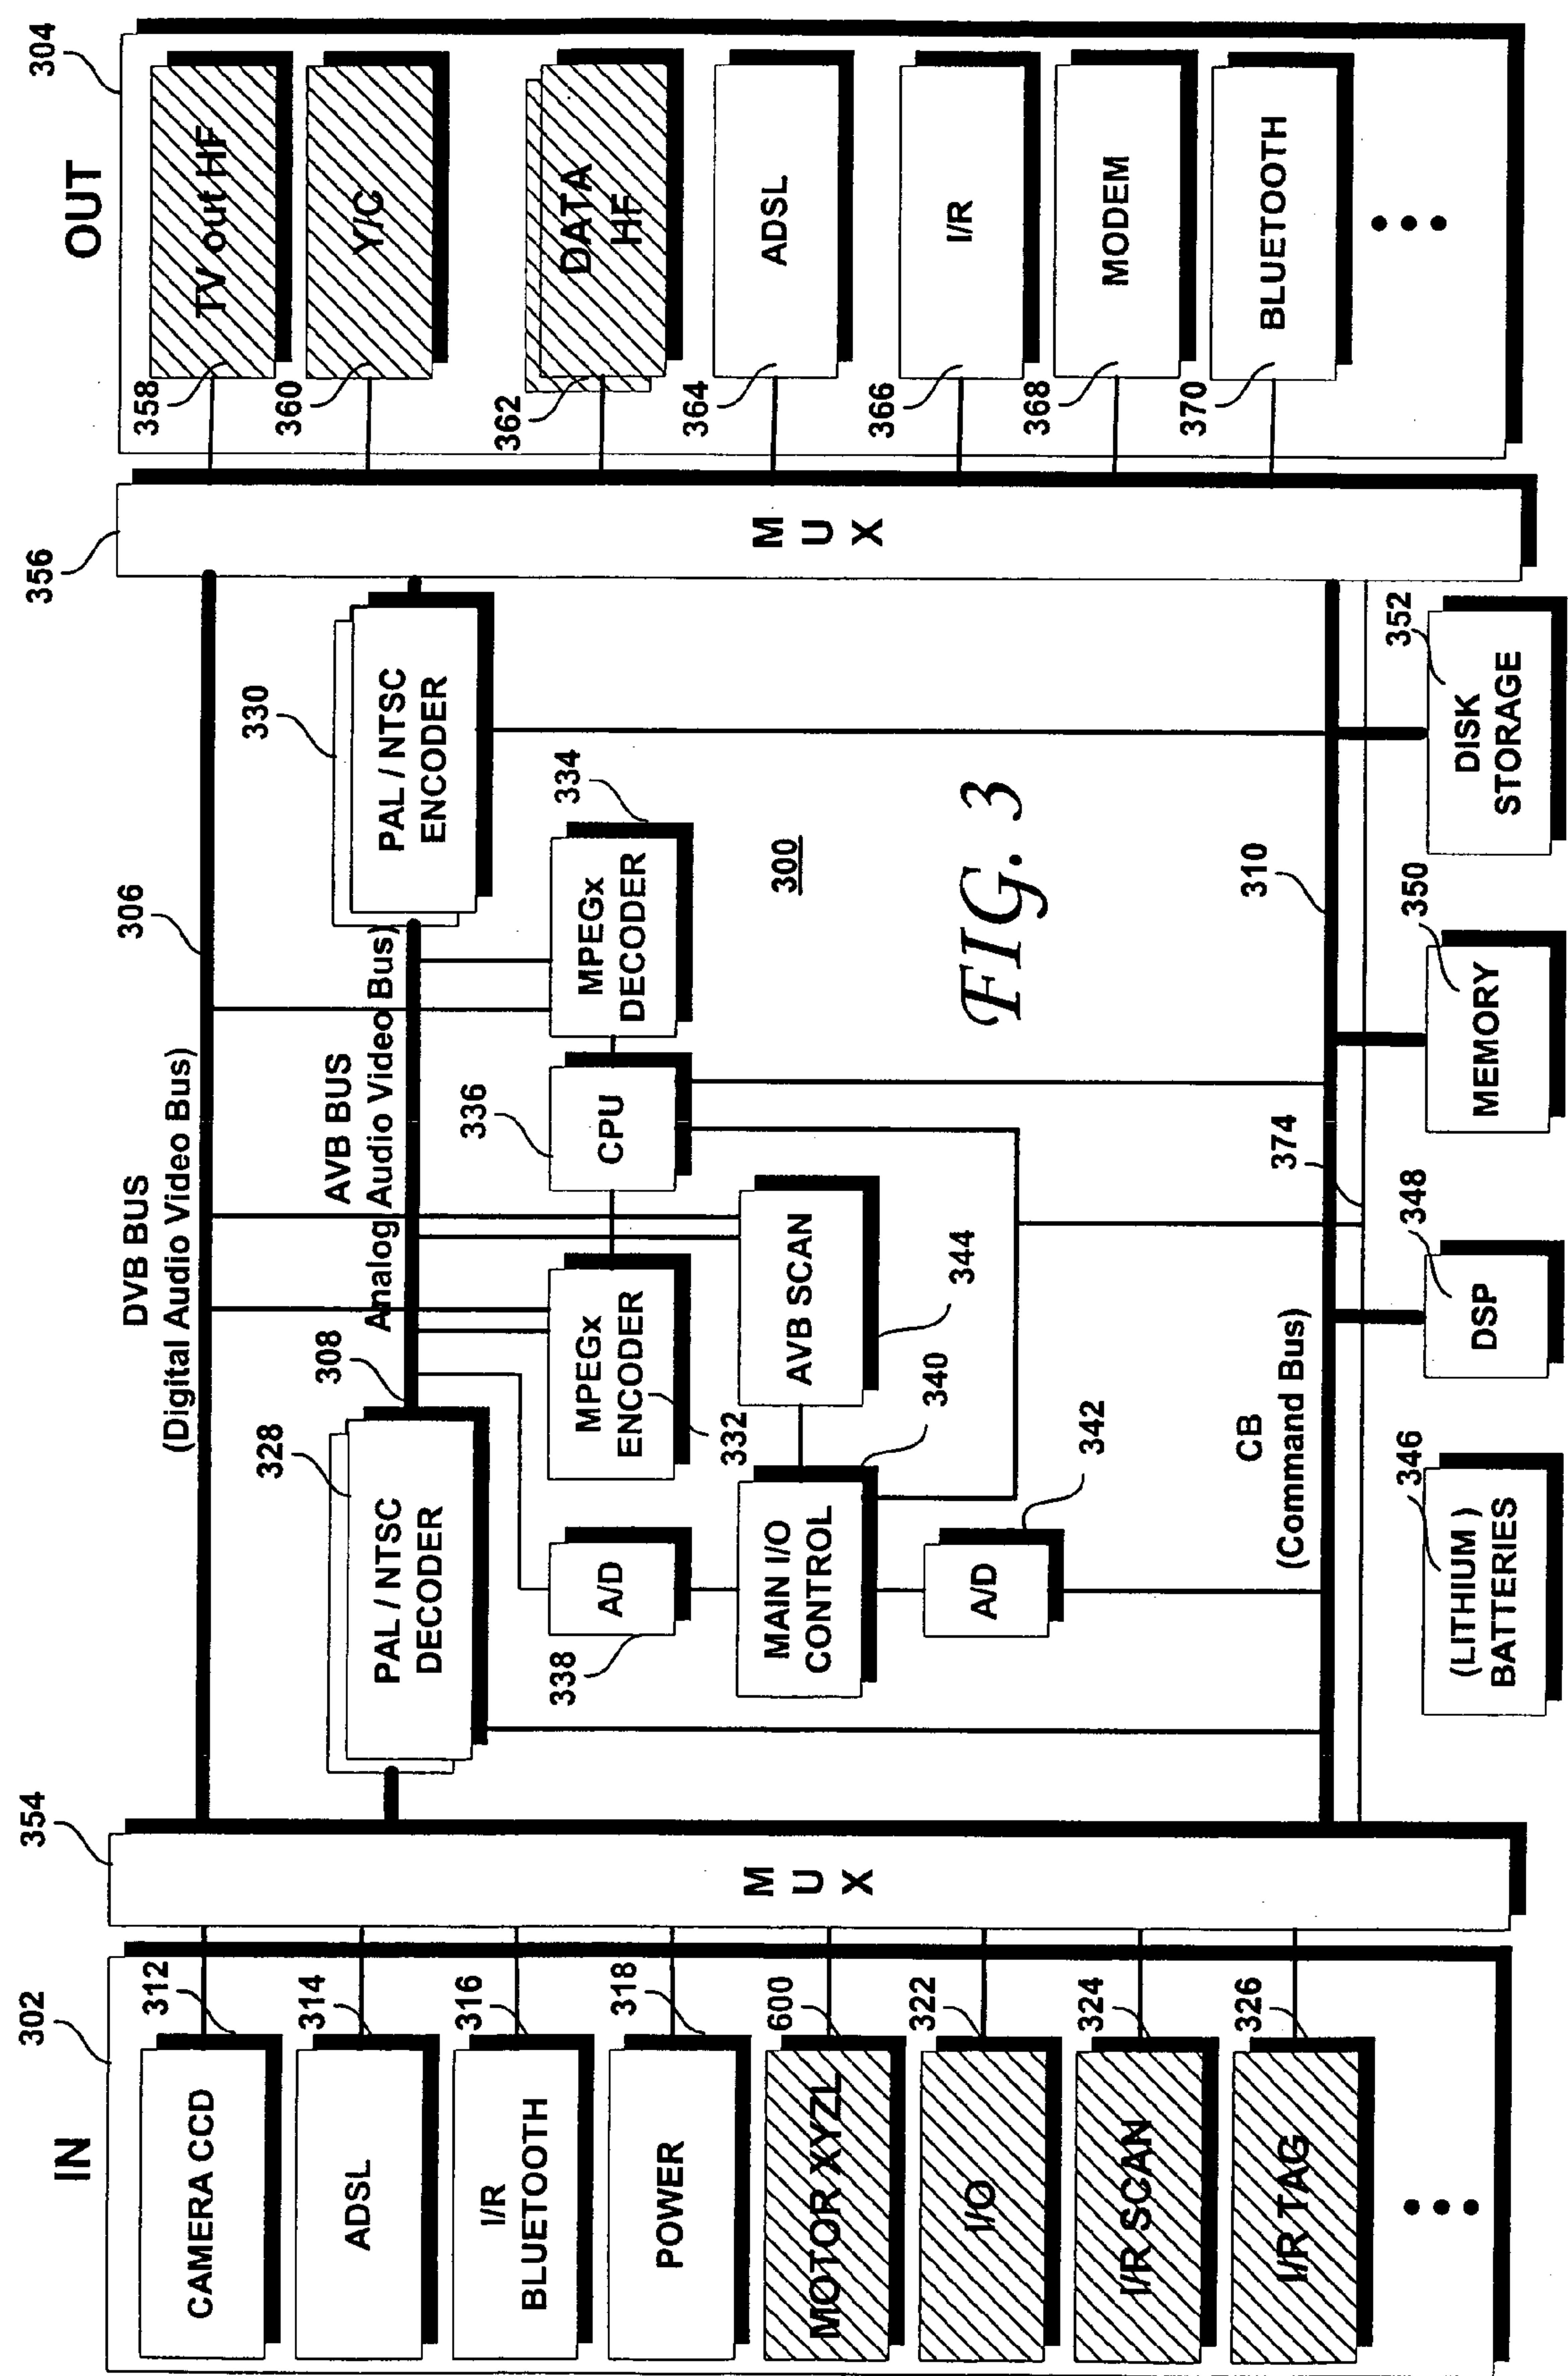 IN
302
CAMERA CCD
312
ADSL
314
I/R
BLUETOOTH
316
POWER
318
MOTOR XYZL
600
I/O
322
I/R SCAN
324
I/R TAG
326
354
M
U
X
DVB BUS
(Digital Audio Video Bus)
306
AVB BUS
Analog Audio Video Bus)
308
328
PAL / NTSC
DECODER
330
PAL / NTSC
ENCODER
MPEGx
ENCODER
332
336
CPU
MPEGx
DECODER
334
A/D
338
MAIN I/O
CONTROL
340
AVB SCAN
344
A/D
342
300
FIG. 3
CB
(Command Bus)
310
374
(LITHIUM )
BATTERIES
346
DSP
348
MEMORY
350
DISK
STORAGE
352
356
M
U
X
OUT
304
358
TV out HF
360
Y/C
362
DATA
HF
364
ADSL
366
I/R
368
MODEM
370
BLUETOOTH